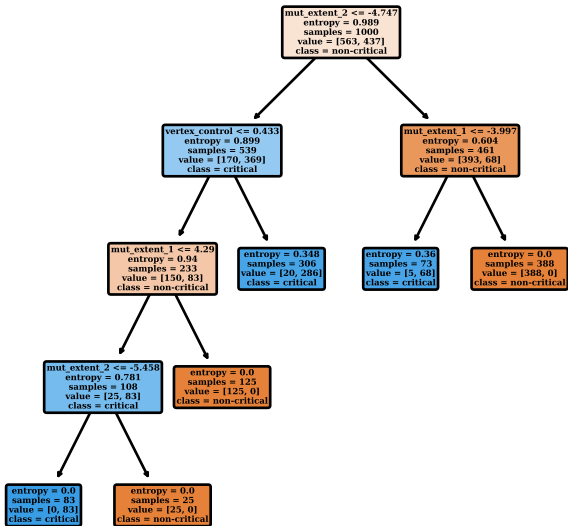 mut_extent_2 <= -4.747
entropy = 0.989
samples = 1000
value = [563, 437]
class = non-critical
vertex_control <= 0.433
entropy = 0.899
samples = 539
value = [170, 369]
class = critical
mut_extent_1 <= -3.997
entropy = 0.604
samples = 461
value = [393, 68]
class = non-critical
mut_extent_1 <= 4.29
entropy = 0.94
samples = 233
value = [150, 83]
class = non-critical
entropy = 0.348
samples = 306
value = [20, 286]
class = critical
entropy = 0.36
samples = 73
value = [5, 68]
class = critical
entropy = 0.0
samples = 388
value = [388, 0]
class = non-critical
mut_extent_2 <= -5.458
entropy = 0.781
samples = 108
value = [25, 83]
class = critical
entropy = 0.0
samples = 125
value = [125, 0]
class = non-critical
entropy = 0.0
samples = 83
value = [0, 83]
class = critical
entropy = 0.0
samples = 25
value = [25, 0]
class = non-critical